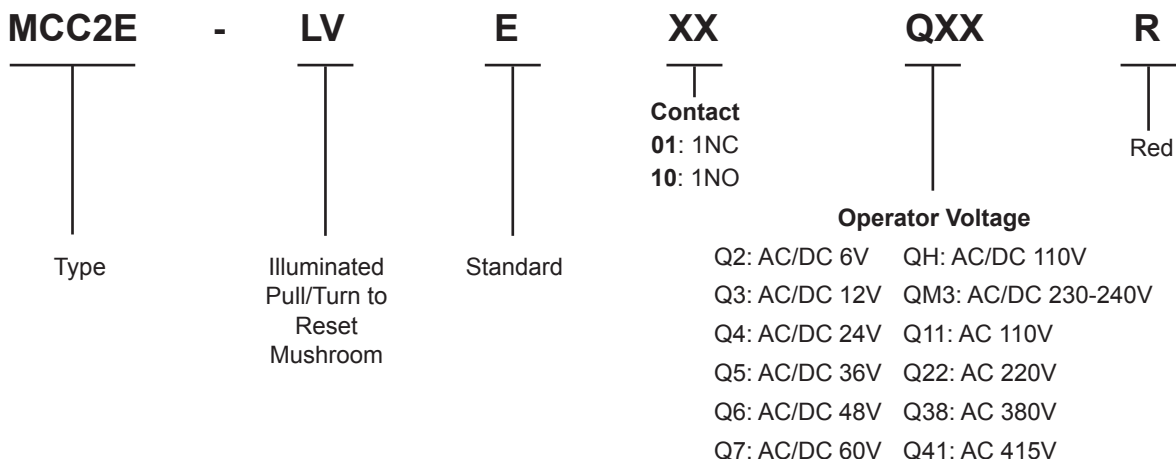 MCC2E - LV E XX QXX R
Contact
01: 1NC
10: 1NO
Red
Type
Illuminated
Pull/Turn to
Reset
Mushroom
Standard
Operator Voltage
Q2: AC/DC 6V QH: AC/DC 110V
Q3: AC/DC 12V QM3: AC/DC 230-240V
Q4: AC/DC 24V Q11: AC 110V
Q5: AC/DC 36V Q22: AC 220V
Q6: AC/DC 48V Q38: AC 380V
Q7: AC/DC 60V Q41: AC 415V